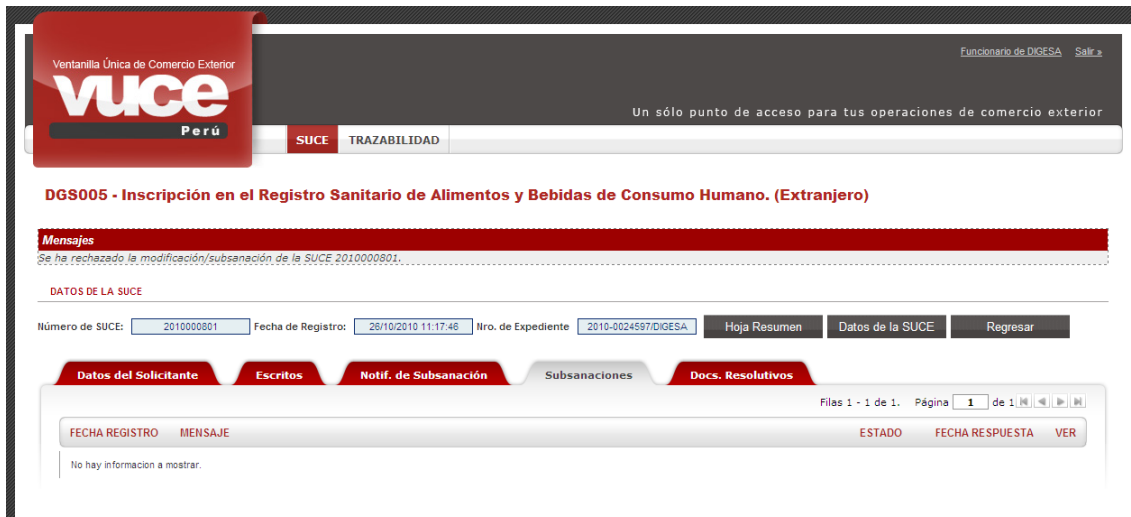 Ventanilla Única de Comercio Exterior
vuce
Perú
Funcionario de DIGESA Salir »
Un sólo punto de acceso para tus operaciones de comercio exterior
SUCE TRAZABILIDAD
DGS005 - Inscripción en el Registro Sanitario de Alimentos y Bebidas de Consumo Humano. (Extranjero)
Mensajes
Se ha rechazado la modificación/subsanación de la SUCE 2010000801.
DATOS DE LA SUCE
Número de SUCE: 2010000801 Fecha de Registro: 26/10/2010 11:17:46 Nro. de Expediente 2010-0024597/DIGESA Hoja Resumen Datos de la SUCE Regresar
Datos del Solicitante Escritos Notif. de Subsanación Subsanaciones Docs. Resolutivos
Filas 1 - 1 de 1. Página 1 de 1
FECHA REGISTRO MENSAJE ESTADO FECHA RESPUESTA VER
No hay informacion a mostrar.